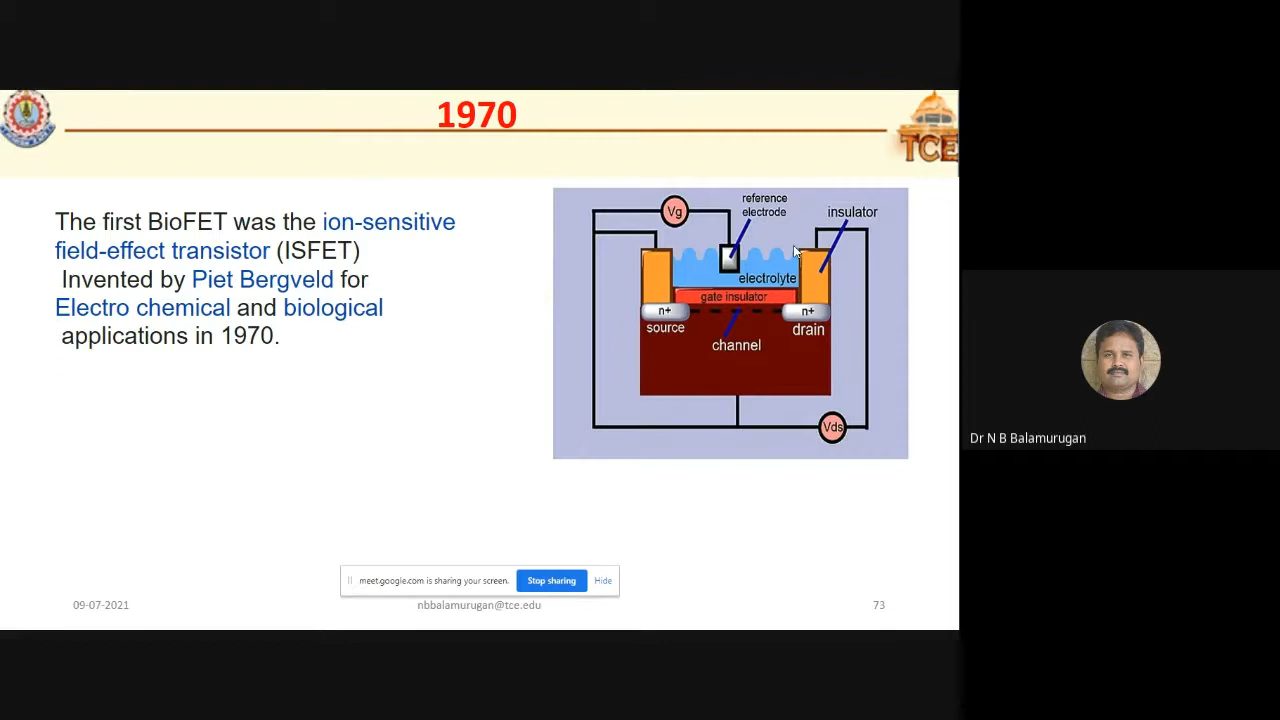 1970
TCE
The first BioFET was the ion-sensitive
field-effect transistor (ISFET)
Invented by Piet Bergveld for
Electro chemical and biological
applications in 1970.
Vg
reference
electrode
insulator
electrolyte
gate insulator
n+
n+
source
drain
channel
Vds
meet.google.com is sharing your screen.
Stop sharing
Hide
09-07-2021
nbbalamurugan@tce.edu
73
Dr N B Balamurugan